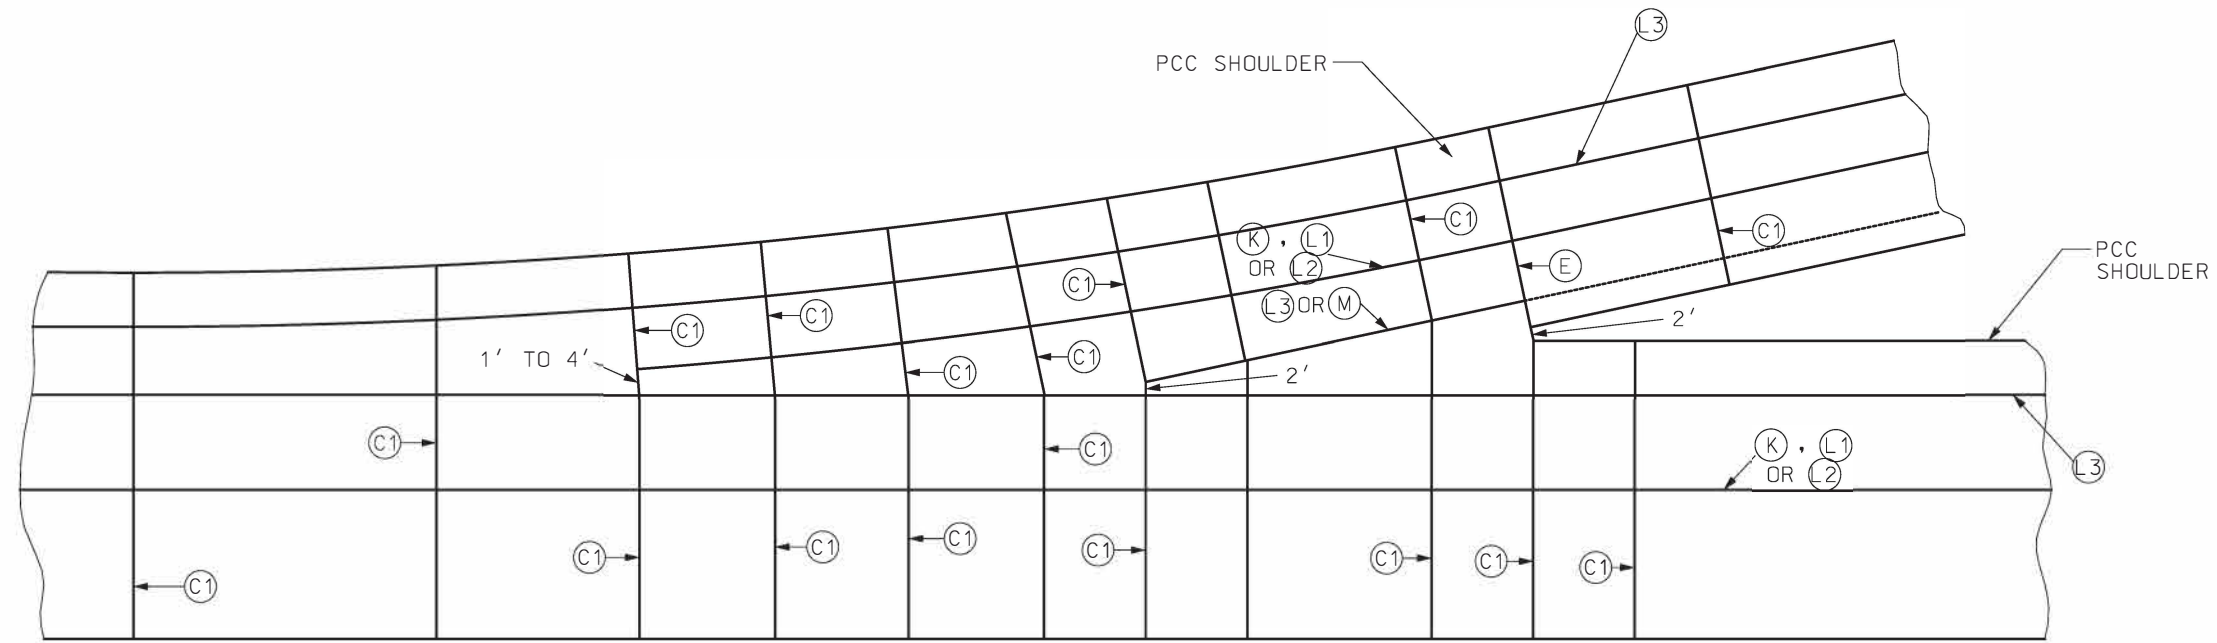 L3
PCC SHOULDER
C1
K , L1
OR L2
C1
PCC
SHOULDER
E
C1
L3 OR M
C1
C1
2'
C1
1' TO 4'
C1
2'
C1
C1
K , L1
OR L2
C1
L3
C1
C1
C1
C1
C1
C1
C1
C1